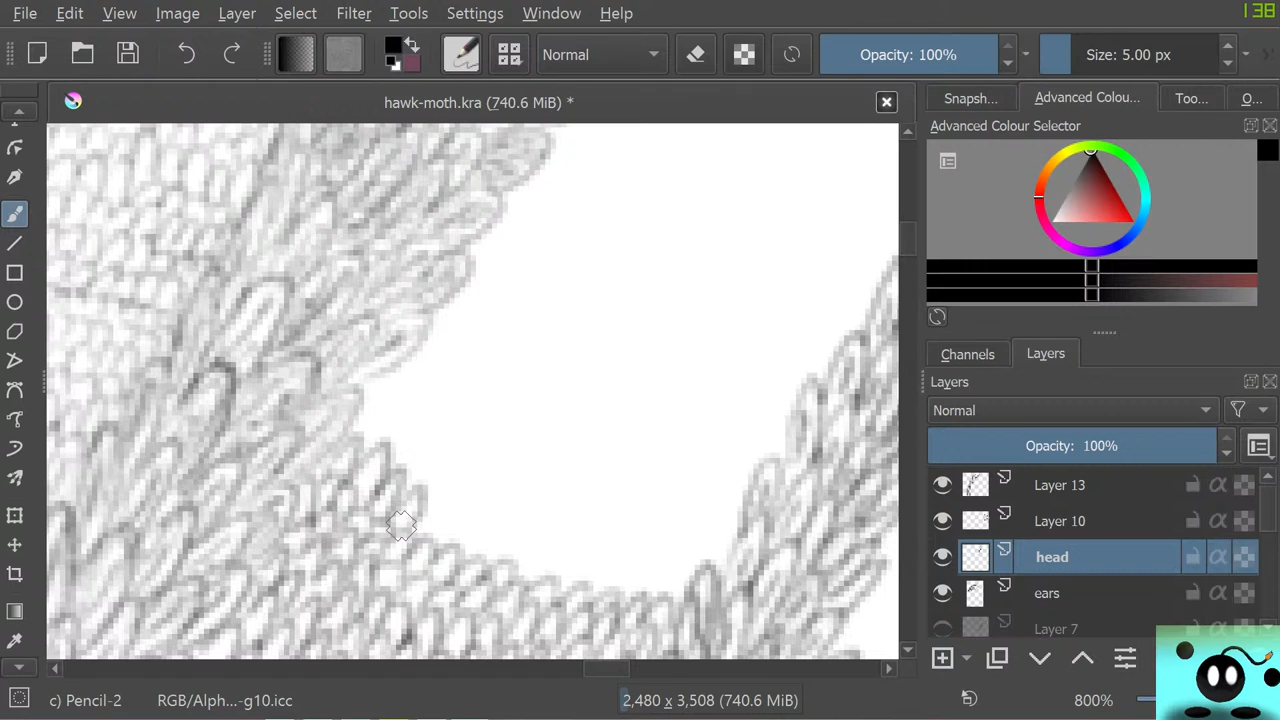 File Edit View Image Layer Select Filter Tools Settings Window Help
138
Normal
Opacity: 100%
Size: 5.00 px
hawk-moth.kra (740.6 MiB) *
Snapsh...
Advanced Colou...
Too...
O...
Advanced Colour Selector
Channels
Layers
Layers
Normal
Opacity: 100%
Layer 13
Layer 10
head
ears
Layer 7
c) Pencil-2
RGB/Alph...-g10.icc
2,480 x 3,508 (740.6 MiB)
800%